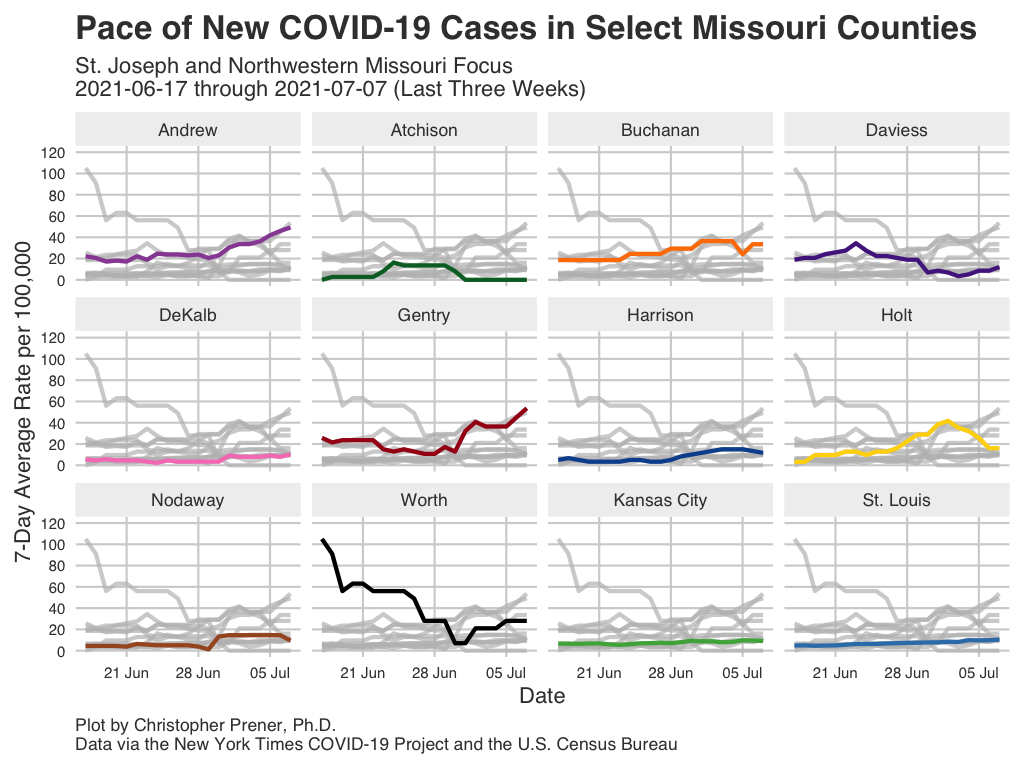 Pace of New COVID-19 Cases in Select Missouri Counties
St. Joseph and Northwestern Missouri Focus
2021-06-17 through 2021-07-07 (Last Three Weeks)
Andrew Atchison Buchanan Daviess
120
100
80
60
40
20
0
DeKalb Gentry Harrison Holt
120
100
80
60
40
20
0
Nodaway Worth Kansas City St. Louis
120
100
80
60
40
20
0
7-Day Average Rate per 100,000
21 Jun 28 Jun 05 Jul 21 Jun 28 Jun 05 Jul 21 Jun 28 Jun 05 Jul 21 Jun 28 Jun 05 Jul
Date
Plot by Christopher Prener, Ph.D.
Data via the New York Times COVID-19 Project and the U.S. Census Bureau